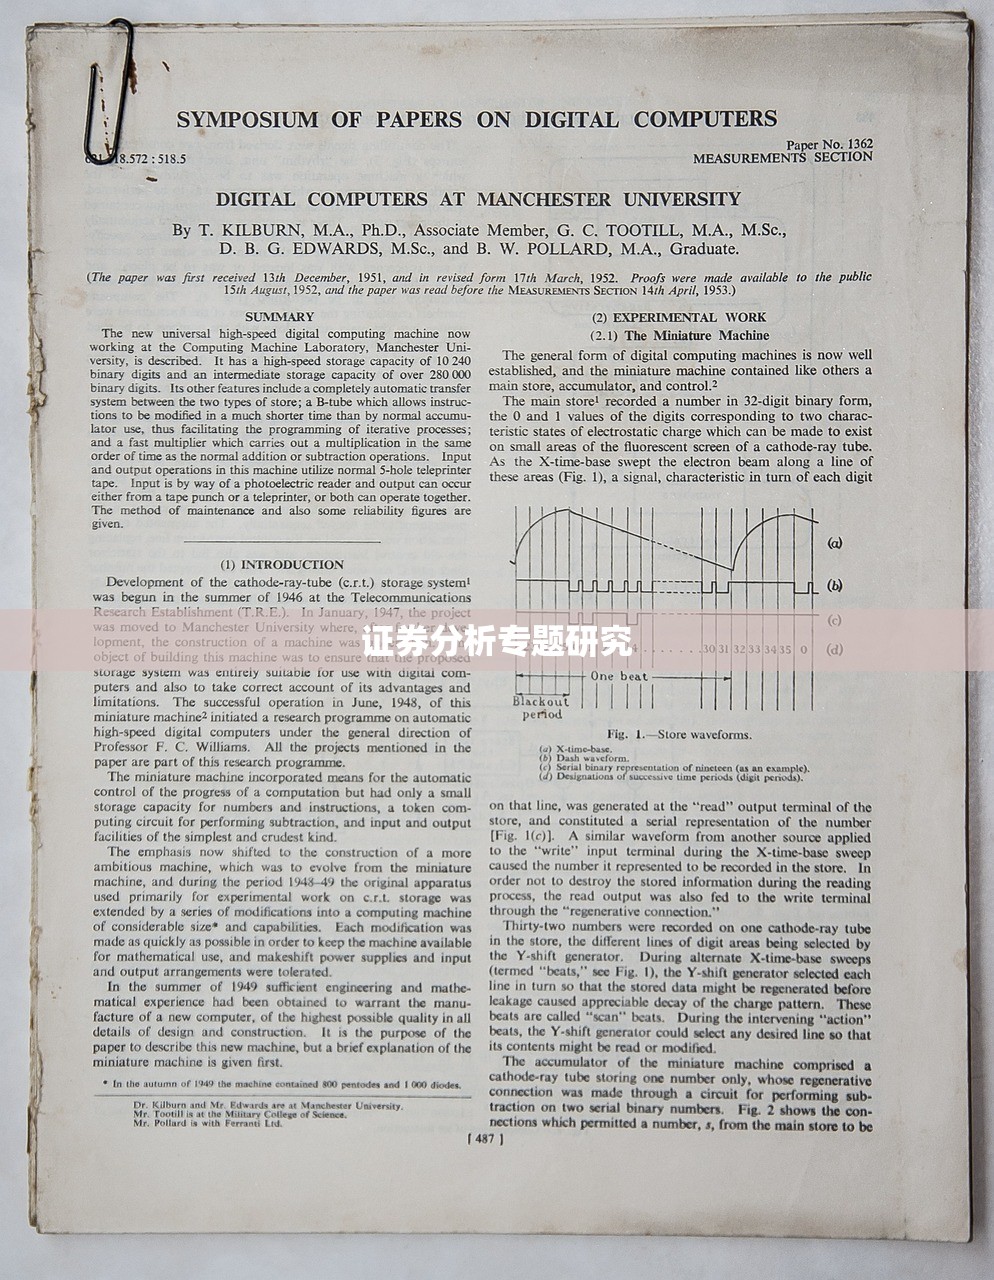 SYMPOSIUM OF PAPERS ON DIGITAL COMPUTERS
18.572 : 518.5
Paper No. 1362
MEASUREMENTS SECTION
DIGITAL COMPUTERS AT MANCHESTER UNIVERSITY
By T. KILBURN, M.A., Ph.D., Associate Member, G. C. TOOTILL, M.A., M.Sc.,
D. B. G. EDWARDS, M.Sc., and B. W. POLLARD, M.A., Graduate.
(The paper was first received 13th December, 1951, and in revised form 17th March, 1952. Proofs were made available to the public
15th August, 1952, and the paper was read before the MEASUREMENTS SECTION 14th April, 1953.)
SUMMARY
The new universal high-speed digital computing machine now
working at the Computing Machine Laboratory, Manchester Uni-
versity, is described. It has a high-speed storage capacity of 10 240
binary digits and an intermediate storage capacity of over 280 000
binary digits. Its other features include a completely automatic transfer
system between the two types of store; a B-tube which allows instruc-
tions to be modified in a much shorter time than by normal accumu-
lator use, thus facilitating the programming of iterative processes;
and a fast multiplier which carries out a multiplication in the same
order of time as the normal addition or subtraction operations. Input
and output operations in this machine utilize normal 5-hole teleprinter
tape. Input is by way of a photoelectric reader and output can occur
either from a tape punch or a teleprinter, or both can operate together.
The method of maintenance and also some reliability figures are
given.
(1) INTRODUCTION
Development of the cathode-ray-tube (c.r.t.) storage system¹
was begun in the summer of 1946 at the Telecommunications
Research Establishment (T.R.E.). In January, 1947, the project
was moved to Manchester University where,
lopment, the construction of a machine was
object of building this machine was to ensure that the proposed
storage system was entirely suitable for use with digital com-
puters and also to take correct account of its advantages and
limitations. The successful operation in June, 1948, of this
miniature machine² initiated a research programme on automatic
high-speed digital computers under the general direction of
Professor F. C. Williams. All the projects mentioned in the
paper are part of this research programme.
The miniature machine incorporated means for the automatic
control of the progress of a computation but had only a small
storage capacity for numbers and instructions, a token com-
puting circuit for performing subtraction, and input and output
facilities of the simplest and crudest kind.
The emphasis now shifted to the construction of a more
ambitious machine, which was to evolve from the miniature
machine, and during the period 1948–49 the original apparatus
used primarily for experimental work on c.r.t. storage was
extended by a series of modifications into a computing machine
of considerable size* and capabilities. Each modification was
made as quickly as possible in order to keep the machine available
for mathematical use, and makeshift power supplies and input
and output arrangements were tolerated.
In the summer of 1949 sufficient engineering and mathe-
matical experience had been obtained to warrant the manu-
facture of a new computer, of the highest possible quality in all
details of design and construction. It is the purpose of the
paper to describe this new machine, but a brief explanation of the
miniature machine is given first.
* In the autumn of 1949 the machine contained 800 pentodes and 1 000 diodes.
Dr. Kilburn and Mr. Edwards are at Manchester University.
Mr. Tootill is at the Military College of Science.
Mr. Pollard is with Ferranti Ltd.
(2) EXPERIMENTAL WORK
(2.1) The Miniature Machine
The general form of digital computing machines is now well
established, and the miniature machine contained like others a
main store, accumulator, and control.²
The main store¹ recorded a number in 32-digit binary form,
the 0 and 1 values of the digits corresponding to two charac-
teristic states of electrostatic charge which can be made to exist
on small areas of the fluorescent screen of a cathode-ray tube.
As the X-time-base swept the electron beam along a line of
these areas (Fig. 1), a signal, characteristic in turn of each digit
(a)
(b)
(c)
4 . . . . . . . 30 31 32 33 34 35 0 (d)
One beat
Blackout
period
Fig. 1.—Store waveforms.
(a) X-time-base.
(b) Dash waveform.
(c) Serial binary representation of nineteen (as an example).
(d) Designations of successive time periods (digit periods).
on that line, was generated at the "read" output terminal of the
store, and constituted a serial representation of the number
[Fig. 1(c)]. A similar waveform from another source applied
to the "write" input terminal during the X-time-base sweep
caused the number it represented to be recorded in the store. In
order not to destroy the stored information during the reading
process, the read output was also fed to the write terminal
through the "regenerative connection."
Thirty-two numbers were recorded on one cathode-ray tube
in the store, the different lines of digit areas being selected by
the Y-shift generator. During alternate X-time-base sweeps
(termed "beats," see Fig. 1), the Y-shift generator selected each
line in turn so that the stored data might be regenerated before
leakage caused appreciable decay of the charge pattern. These
beats are called "scan" beats. During the intervening "action"
beats, the Y-shift generator could select any desired line so that
its contents might be read or modified.
The accumulator of the miniature machine comprised a
cathode-ray tube storing one number only, whose regenerative
connection was made through a circuit for performing sub-
traction on two serial binary numbers. Fig. 2 shows the con-
nections which permitted a number, s, from the main store to be
[ 487 ]
证券分析专题研究